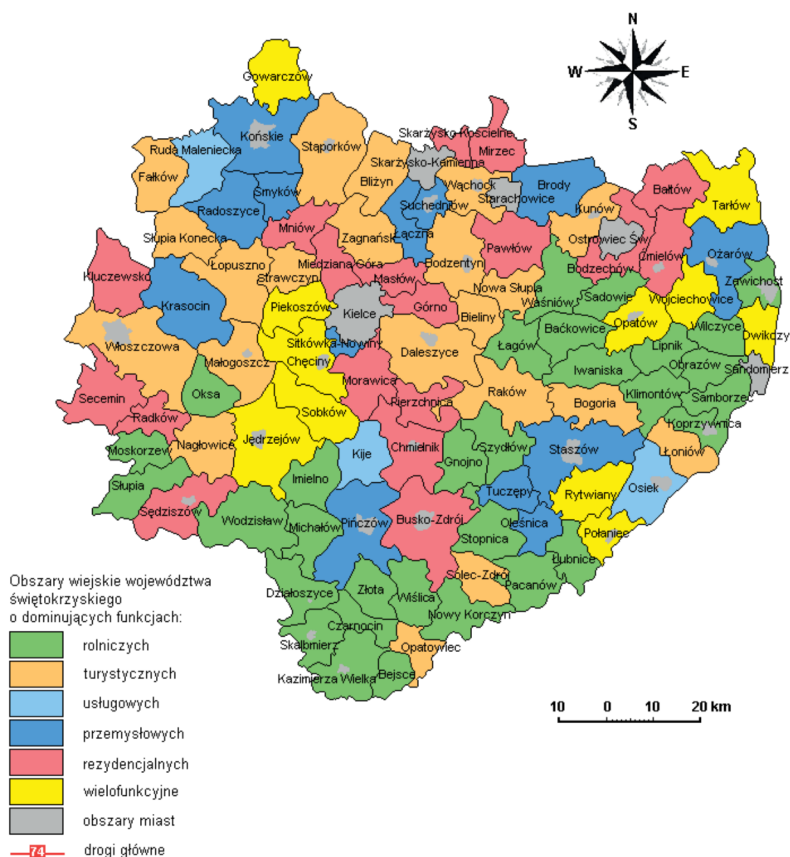 N
W E
S
Gowarczów
Końskie
Skarżysko Kościelne
Mirzec
Ruda Maleniecka
Stąporków
Skarżysko-Kamienna
Fałków
Bliżyn
Wąchock
Brody
Bałtów
Smyków
Suchedniów
Starachowice
Tarłów
Radoszyce
Kunów
Mniów
Łączna
Słupia Konecka
Zagnańsk
Pawłów
Ostrowiec Św.
Łopuszno
Miedziana Góra
Bodzentyn
Bodzechów
Ćmielów
Ożarów
Kluczewsko
Strawczyn
Masłów
Nowa Słupia
Zawichost
Krasocin
Piekoszów
Kielce
Górno
Bieliny
Waśniów
Sadowie
Wojciechowice
Opatów
Wilczyce
Dwikozy
Włoszczowa
Sitkówka-Nowiny
Daleszyce
Łagów
Baćkowice
Lipnik
Małogoszcz
Chęciny
Iwaniska
Obrazów
Sandomierz
Oksa
Morawica
Raków
Klimontów
Samborzec
Secemin
Pierzchnica
Bogoria
Radków
Sobków
Koprzywnica
Moskorzew
Nagłowice
Jędrzejów
Kije
Chmielnik
Szydłów
Staszów
Łoniów
Gnojno
Słupia
Imielno
Tuczępy
Rytwiany
Osiek
Sędziszów
Wodzisław
Michałów
Pińczów
Busko-Zdrój
Oleśnica
Stopnica
Połaniec
Łubnice
Solec-Zdrój
Pacanów
Działoszyce
Złota
Wiślica
Nowy Korczyn
Czarnocin
Skalbmierz
Opatowiec
Kazimierza Wielka
Bejsce
Obszary wiejskie województwa
świętokrzyskiego
o dominujących funkcjach:
rolniczych
turystycznych
usługowych
przemysłowych
rezydencjalnych
wielofunkcyjne
obszary miast
74 drogi główne
10 0 10 20 km